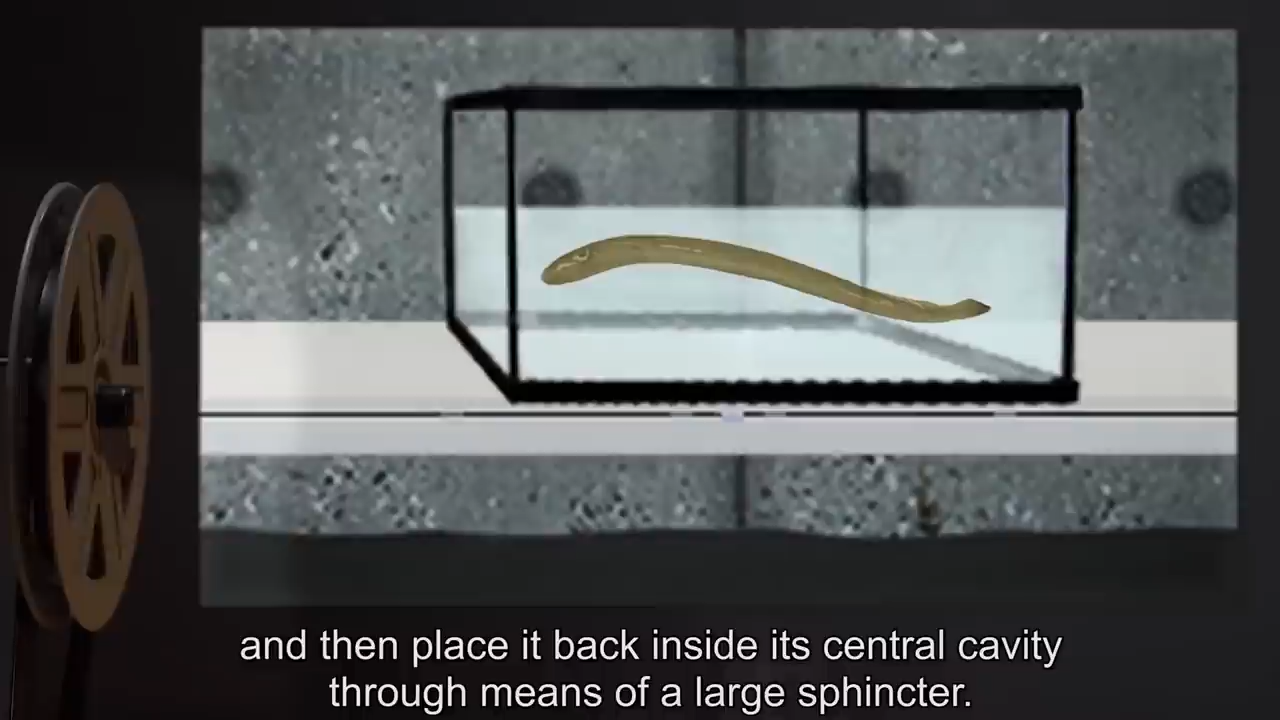 and then place it back inside its central cavity
through means of a large sphincter.